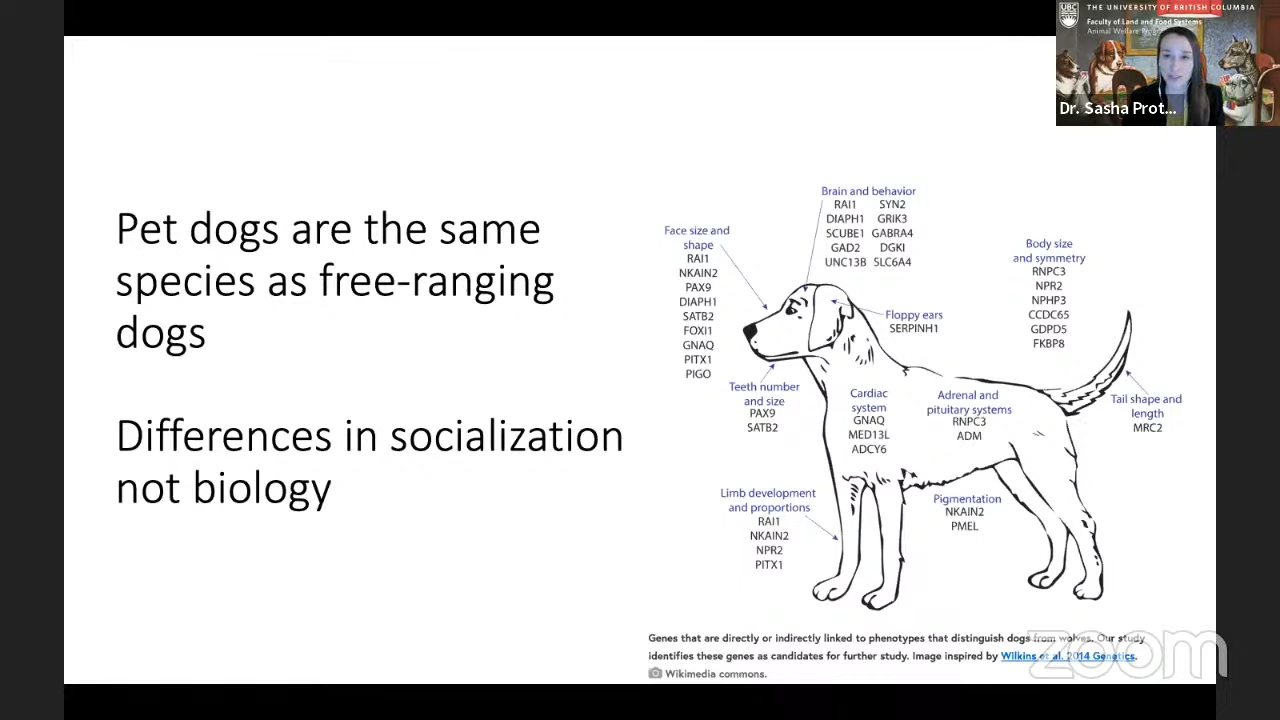 THE UNIVERSITY OF BRITISH COLUMBIA
UBC
Faculty of Land and Food Systems
Animal Welfare
Dr. Sasha Prot...
Pet dogs are the same
species as free-ranging
dogs
Differences in socialization
not biology
Brain and behavior
RAI1 SYN2
DIAPH1 GRIK3
SCUBE1 GABRA4
GAD2 DGKI
UNC13B SLC6A4
Face size and
shape
RAI1
NKAIN2
PAX9
DIAPH1
SATB2
FOXI1
GNAQ
PITX1
PIGO
Body size
and symmetry
RNPC3
NPR2
NPHP3
CCDC65
GDPD5
FKBP8
Floppy ears
SERPINH1
Teeth number
and size
PAX9
SATB2
Cardiac
system
GNAQ
MED13L
ADCY6
Adrenal and
pituitary systems
RNPC3
ADM
Tail shape and
length
MRC2
Limb development
and proportions
RAI1
NKAIN2
NPR2
PITX1
Pigmentation
NKAIN2
PMEL
Genes that are directly or indirectly linked to phenotypes that distinguish dogs from wolves. Our study
identifies these genes as candidates for further study. Image inspired by Wilkins et al. 2014 Genetics.
Wikimedia commons.
zoom